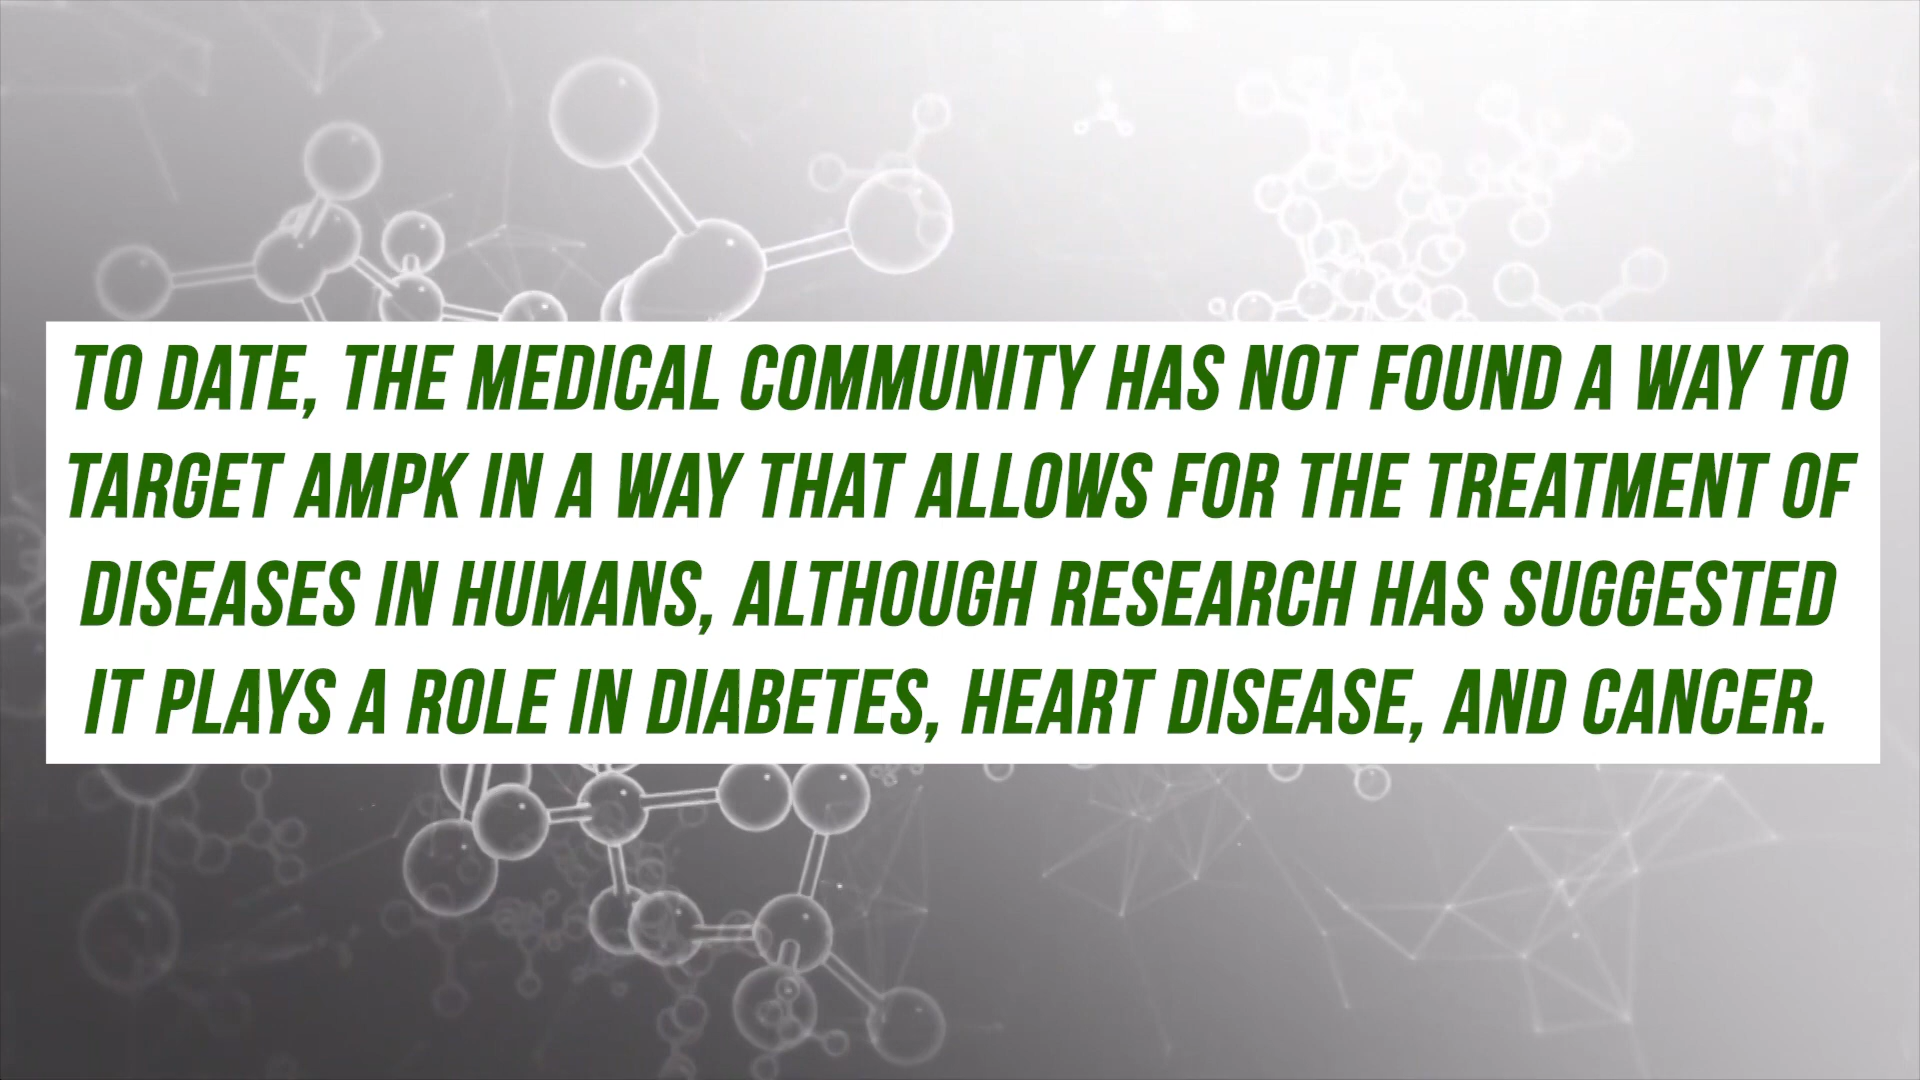 TO DATE, THE MEDICAL COMMUNITY HAS NOT FOUND A WAY TO
TARGET AMPK IN A WAY THAT ALLOWS FOR THE TREATMENT OF
DISEASES IN HUMANS, ALTHOUGH RESEARCH HAS SUGGESTED
IT PLAYS A ROLE IN DIABETES, HEART DISEASE, AND CANCER.